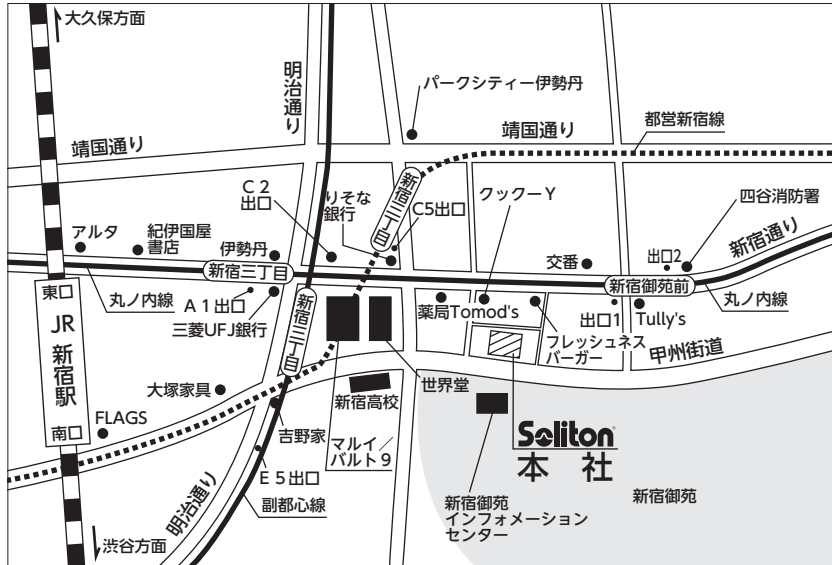 大久保方面
明治通り
パークシティー伊勢丹
靖国通り
靖国通り
都営新宿線
C2
出口
りそな
銀行
新宿三丁目
C5出口
クックーY
四谷消防署
アルタ
紀伊国屋
書店
伊勢丹
新宿三丁目
交番
出口2
新宿通り
新宿御苑前
東口
JR
新宿駅
南口
丸ノ内線
A1出口
三菱UFJ銀行
新宿三丁目
薬局Tomod's
フレッシュネス
バーガー
出口1
Tully's
丸ノ内線
甲州街道
大塚家具
新宿高校
世界堂
FLAGS
吉野家
マルイ/
バルト9
Soliton®
本社
E5出口
副都心線
明治通り
新宿御苑
インフォメーション
センター
新宿御苑
渋谷方面